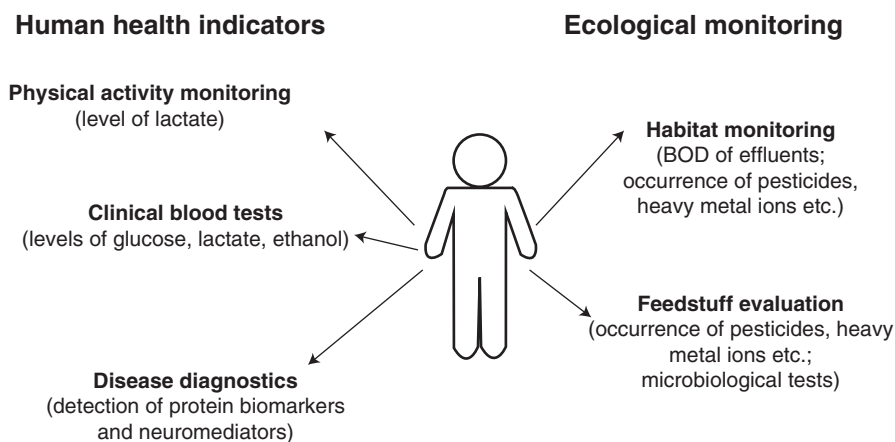 Human health indicators
Physical activity monitoring
(level of lactate)
Clinical blood tests
(levels of glucose, lactate, ethanol)
Disease diagnostics
(detection of protein biomarkers
and neuromediators)
Ecological monitoring
Habitat monitoring
(BOD of effluents;
occurrence of pesticides,
heavy metal ions etc.)
Feedstuff evaluation
(occurrence of pesticides, heavy
metal ions etc.;
microbiological tests)